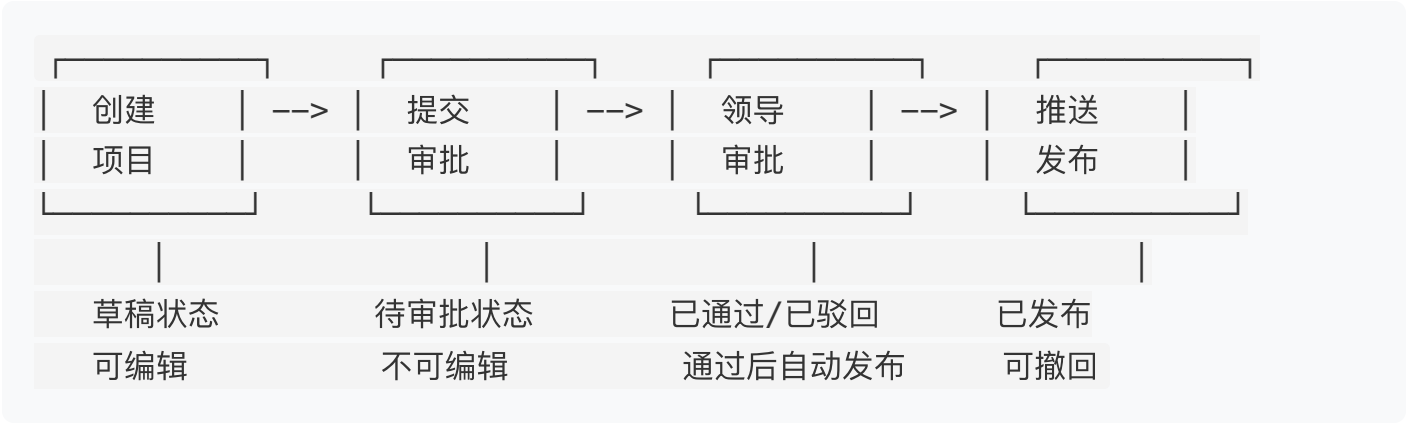 ┌────────┐    ┌────────┐    ┌────────┐    ┌────────┐
│  创建   │ --> │  提交   │ --> │  领导   │ --> │  推送   │
│  项目   │     │  审批   │     │  审批   │     │  发布   │
└────────┘    └────────┘    └────────┘    └────────┘
    │             │             │             │
草稿状态 待审批状态 已通过/已驳回 已发布
可编辑 不可编辑 通过后自动发布 可撤回